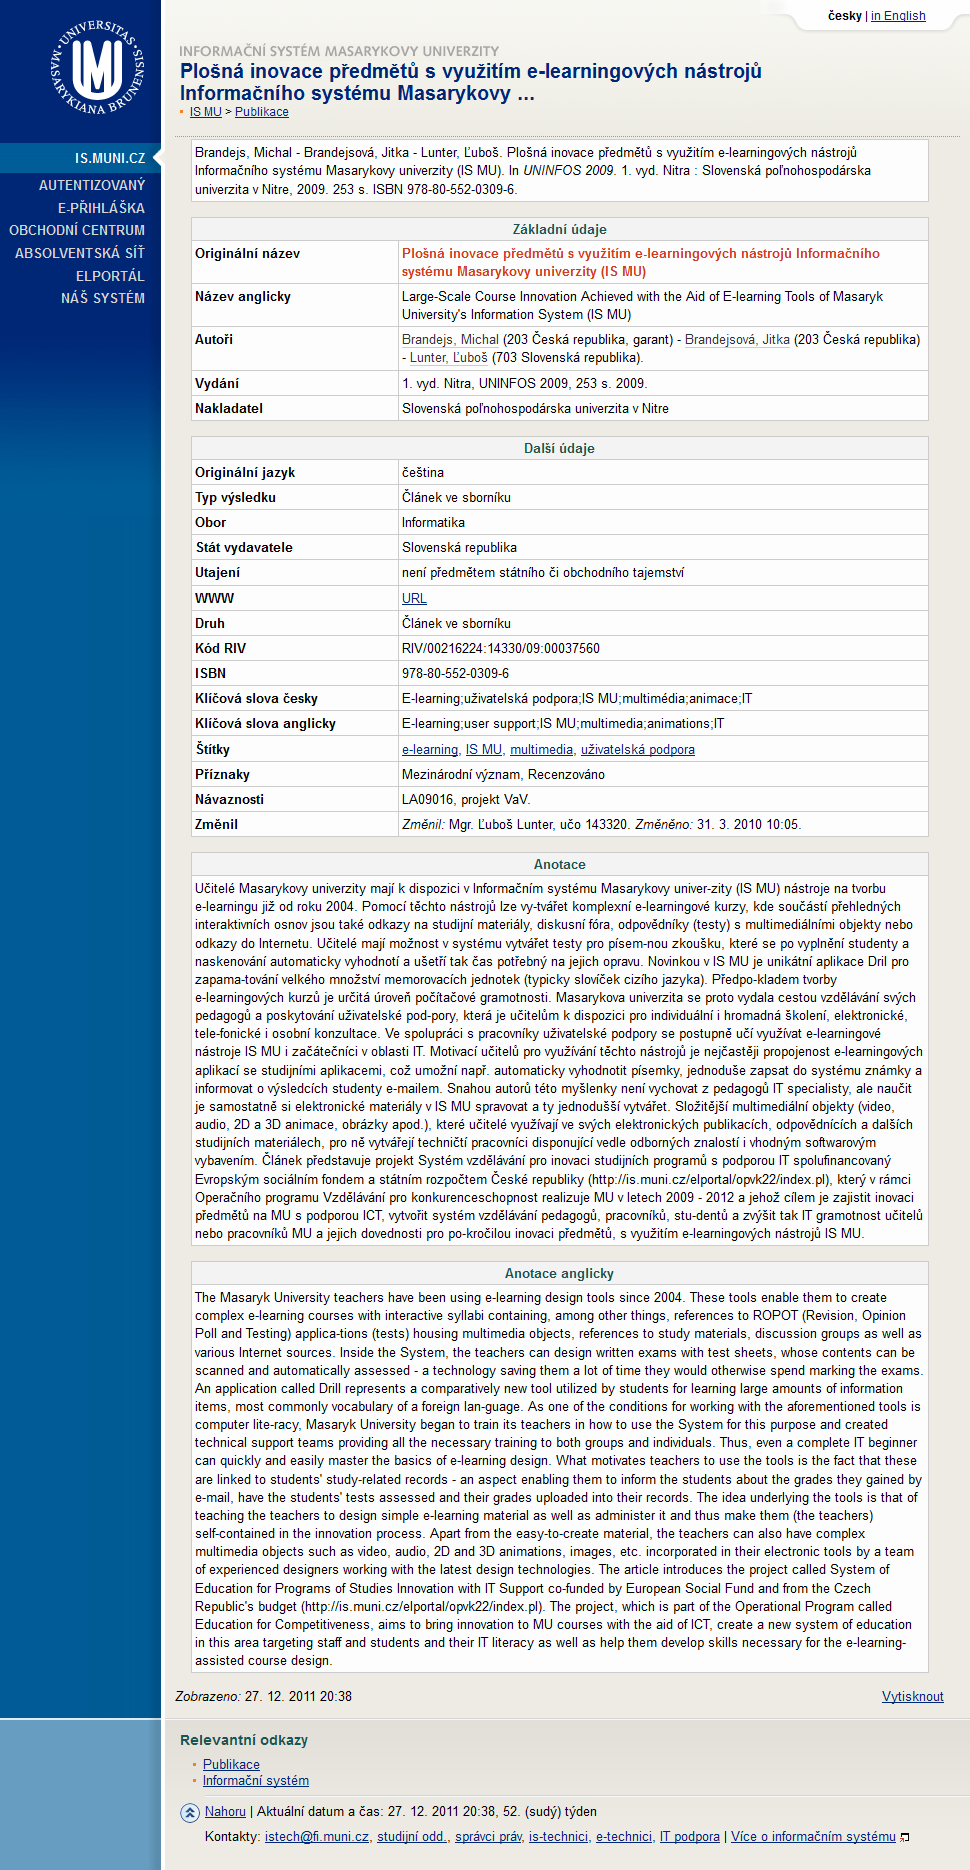 česky | in English
UNIVERSITAS MASARYKIANA BRUNENSIS
INFORMAČNÍ SYSTÉM MASARYKOVY UNIVERZITY
Plošná inovace předmětů s využitím e-learningových nástrojů
Informačního systému Masarykovy ...
IS MU > Publikace
IS.MUNI.CZ
AUTENTIZOVANÝ
E-PŘIHLÁŠKA
OBCHODNÍ CENTRUM
ABSOLVENTSKÁ SÍŤ
ELPORTÁL
NÁŠ SYSTÉM
Brandejs, Michal - Brandejsová, Jitka - Lunter, Ľuboš. Plošná inovace předmětů s využitím e-learningových nástrojů
Informačního systému Masarykovy univerzity (IS MU). In UNINFOS 2009. 1. vyd. Nitra : Slovenská poľnohospodárska
univerzita v Nitre, 2009. 253 s. ISBN 978-80-552-0309-6.
Základní údaje
Originální název Plošná inovace předmětů s využitím e-learningových nástrojů Informačního
systému Masarykovy univerzity (IS MU)
Název anglicky Large-Scale Course Innovation Achieved with the Aid of E-learning Tools of Masaryk
University's Information System (IS MU)
Autoři Brandejs, Michal (203 Česká republika, garant) - Brandejsová, Jitka (203 Česká republika)
- Lunter, Ľuboš (703 Slovenská republika).
Vydání 1. vyd. Nitra, UNINFOS 2009, 253 s. 2009.
Nakladatel Slovenská poľnohospodárska univerzita v Nitre
Další údaje
Originální jazyk čeština
Typ výsledku Článek ve sborníku
Obor Informatika
Stát vydavatele Slovenská republika
Utajení není předmětem státního či obchodního tajemství
WWW URL
Druh Článek ve sborníku
Kód RIV RIV/00216224:14330/09:00037560
ISBN 978-80-552-0309-6
Klíčová slova česky E-learning;uživatelská podpora;IS MU;multimédia;animace;IT
Klíčová slova anglicky E-learning;user support;IS MU;multimedia;animations;IT
Štítky e-learning, IS MU, multimedia, uživatelská podpora
Příznaky Mezinárodní význam, Recenzováno
Návaznosti LA09016, projekt VaV.
Změnil Změnil: Mgr. Ľuboš Lunter, učo 143320. Změněno: 31. 3. 2010 10:05.
Anotace
Učitelé Masarykovy univerzity mají k dispozici v Informačním systému Masarykovy univer-zity (IS MU) nástroje na tvorbu
e-learningu již od roku 2004. Pomocí těchto nástrojů lze vy-tvářet komplexní e-learningové kurzy, kde součástí přehledných
interaktivních osnov jsou také odkazy na studijní materiály, diskusní fóra, odpovědníky (testy) s multimediálními objekty nebo
odkazy do Internetu. Učitelé mají možnost v systému vytvářet testy pro písem-nou zkoušku, které se po vyplnění studenty a
naskenování automaticky vyhodnotí a ušetří tak čas potřebný na jejich opravu. Novinkou v IS MU je unikátní aplikace Dril pro
zapama-tování velkého množství memorovacích jednotek (typicky slovíček cizího jazyka). Předpo-kladem tvorby
e-learningových kurzů je určitá úroveň počítačové gramotnosti. Masarykova univerzita se proto vydala cestou vzdělávání svých
pedagogů a poskytování uživatelské pod-pory, která je učitelům k dispozici pro individuální i hromadná školení, elektronické,
tele-fonické i osobní konzultace. Ve spolupráci s pracovníky uživatelské podpory se postupně učí využívat e-learningové
nástroje IS MU i začátečníci v oblasti IT. Motivací učitelů pro využívání těchto nástrojů je nejčastěji propojenost e-learningových
aplikací se studijními aplikacemi, což umožní např. automaticky vyhodnotit písemky, jednoduše zapsat do systému známky a
informovat o výsledcích studenty e-mailem. Snahou autorů této myšlenky není vychovat z pedagogů IT specialisty, ale naučit
je samostatně si elektronické materiály v IS MU spravovat a ty jednodušší vytvářet. Složitější multimediální objekty (video,
audio, 2D a 3D animace, obrázky apod.), které učitelé využívají ve svých elektronických publikacích, odpovědnících a dalších
studijních materiálech, pro ně vytvářejí techničtí pracovníci disponující vedle odborných znalostí i vhodným softwarovým
vybavením. Článek představuje projekt Systém vzdělávání pro inovaci studijních programů s podporou IT spolufinancovaný
Evropským sociálním fondem a státním rozpočtem České republiky (http://is.muni.cz/elportal/opvk22/index.pl), který v rámci
Operačního programu Vzdělávání pro konkurenceschopnost realizuje MU v letech 2009 - 2012 a jehož cílem je zajistit inovaci
předmětů na MU s podporou ICT, vytvořit systém vzdělávání pedagogů, pracovníků, stu-dentů a zvýšit tak IT gramotnost učitelů
nebo pracovníků MU a jejich dovednosti pro po-kročilou inovaci předmětů, s využitím e-learningových nástrojů IS MU.
Anotace anglicky
The Masaryk University teachers have been using e-learning design tools since 2004. These tools enable them to create
complex e-learning courses with interactive syllabi containing, among other things, references to ROPOT (Revision, Opinion
Poll and Testing) applica-tions (tests) housing multimedia objects, references to study materials, discussion groups as well as
various Internet sources. Inside the System, the teachers can design written exams with test sheets, whose contents can be
scanned and automatically assessed - a technology saving them a lot of time they would otherwise spend marking the exams.
An application called Drill represents a comparatively new tool utilized by students for learning large amounts of information
items, most commonly vocabulary of a foreign lan-guage. As one of the conditions for working with the aforementioned tools is
computer lite-racy, Masaryk University began to train its teachers in how to use the System for this purpose and created
technical support teams providing all the necessary training to both groups and individuals. Thus, even a complete IT beginner
can quickly and easily master the basics of e-learning design. What motivates teachers to use the tools is the fact that these
are linked to students' study-related records - an aspect enabling them to inform the students about the grades they gained by
e-mail, have the students' tests assessed and their grades uploaded into their records. The idea underlying the tools is that of
teaching the teachers to design simple e-learning material as well as administer it and thus make them (the teachers)
self-contained in the innovation process. Apart from the easy-to-create material, the teachers can also have complex
multimedia objects such as video, audio, 2D and 3D animations, images, etc. incorporated in their electronic tools by a team
of experienced designers working with the latest design technologies. The article introduces the project called System of
Education for Programs of Studies Innovation with IT Support co-funded by European Social Fund and from the Czech
Republic's budget (http://is.muni.cz/elportal/opvk22/index.pl). The project, which is part of the Operational Program called
Education for Competitiveness, aims to bring innovation to MU courses with the aid of ICT, create a new system of education
in this area targeting staff and students and their IT literacy as well as help them develop skills necessary for the e-learning-
assisted course design.
Zobrazeno: 27. 12. 2011 20:38 Vytisknout
Relevantní odkazy
Publikace
Informační systém
Nahoru | Aktuální datum a čas: 27. 12. 2011 20:38, 52. (sudý) týden
Kontakty: istech@fi.muni.cz, studijní odd., správci práv, is-technici, e-technici, IT podpora | Více o informačním systému